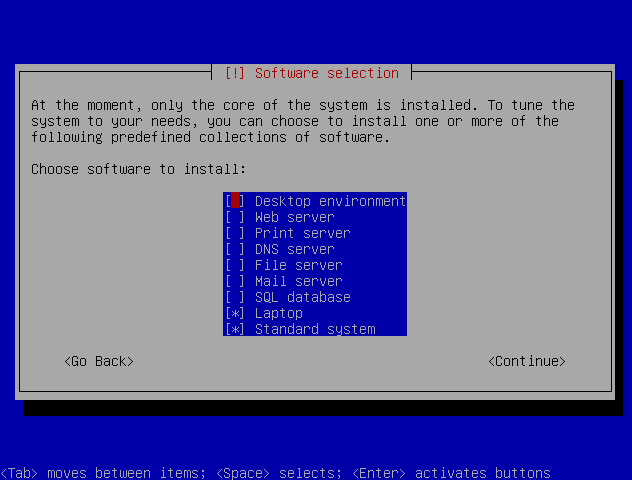 [!] Software selection
At the moment, only the core of the system is installed. To tune the
system to your needs, you can choose to install one or more of the
following predefined collections of software.
Choose software to install:
[ ] Desktop environment
[ ] Web server
[ ] Print server
[ ] DNS server
[ ] File server
[ ] Mail server
[ ] SQL database
[*] Laptop
[*] Standard system
<Go Back> <Continue>
<Tab> moves between items; <Space> selects; <Enter> activates buttons